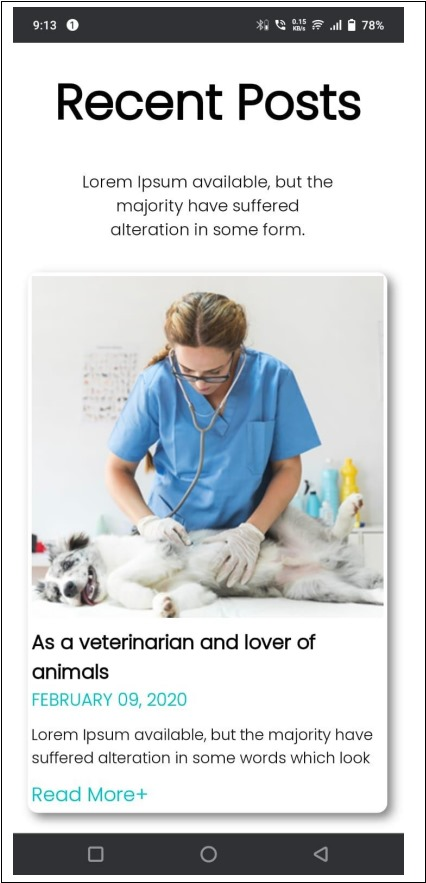 9:13 1 0.15 KB/s 78%
Recent Posts
Lorem Ipsum available, but the
majority have suffered
alteration in some form.
As a veterinarian and lover of
animals
FEBRUARY 09, 2020
Lorem Ipsum available, but the majority have
suffered alteration in some words which look
Read More+